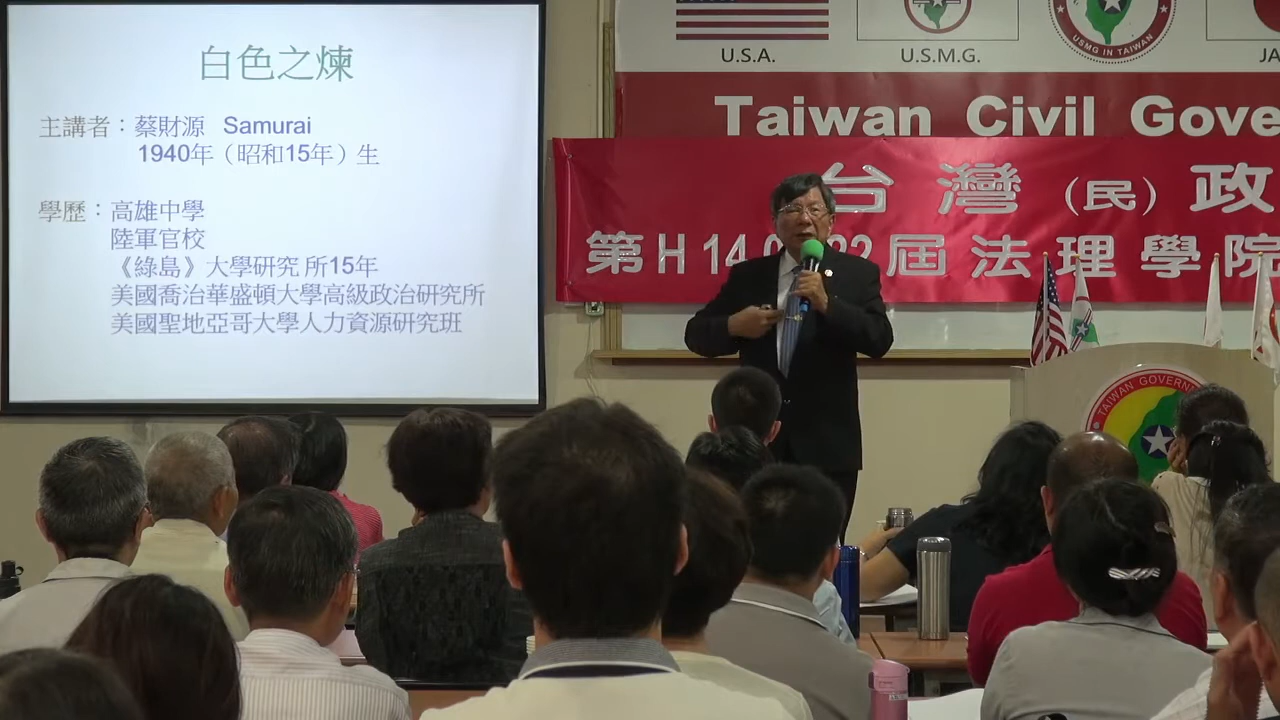 白色之煉
主講者：蔡財源 Samurai
1940年（昭和15年）生
學歷：高雄中學
陸軍官校
《綠島》大學研究 所15年
美國喬治華盛頓大學高級政治研究所
美國聖地亞哥大學人力資源研究班
U.S.A.
U.S.M.G.
USMG IN TAIWAN
JA
Taiwan Civil Gove
台灣（民）政
第H14 22屆法理學院
TAIWAN GOVERN